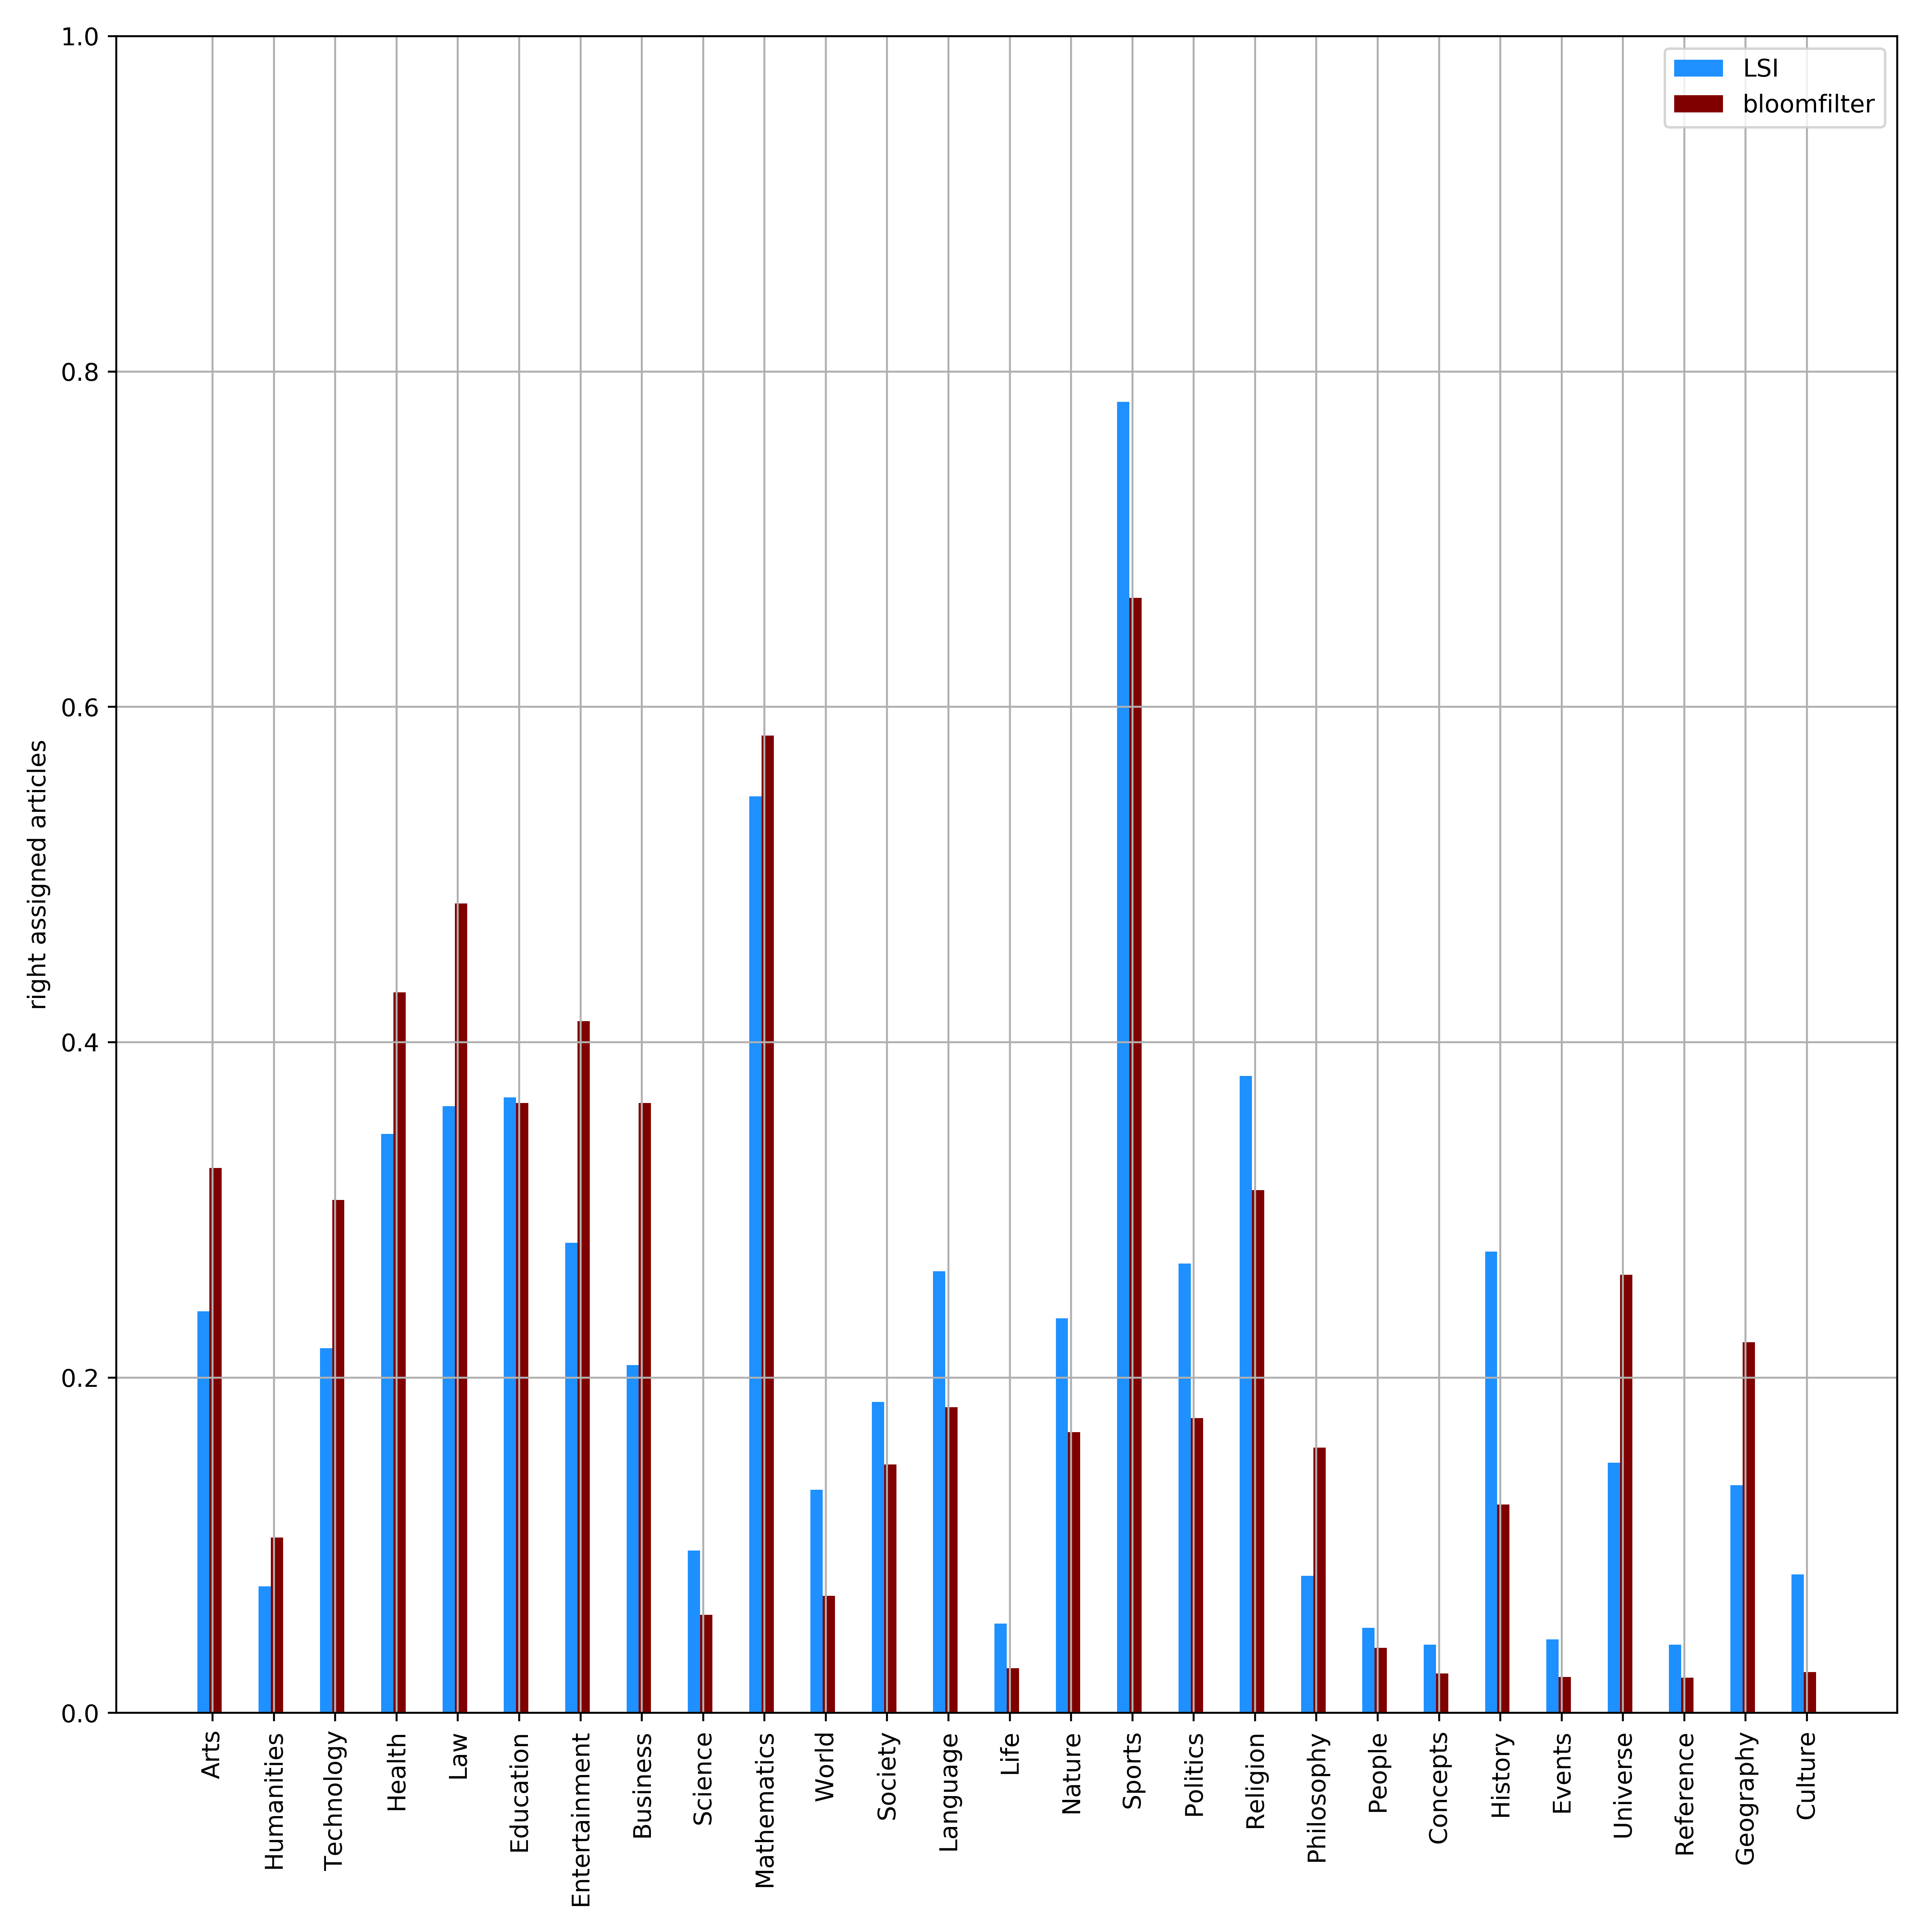 1.0
0.8
0.6
0.4
0.2
0.0
right assigned articles
LSI
bloomfilter
Arts
Humanities
Technology
Health
Law
Education
Entertainment
Business
Science
Mathematics
World
Society
Language
Life
Nature
Sports
Politics
Religion
Philosophy
People
Concepts
History
Events
Universe
Reference
Geography
Culture